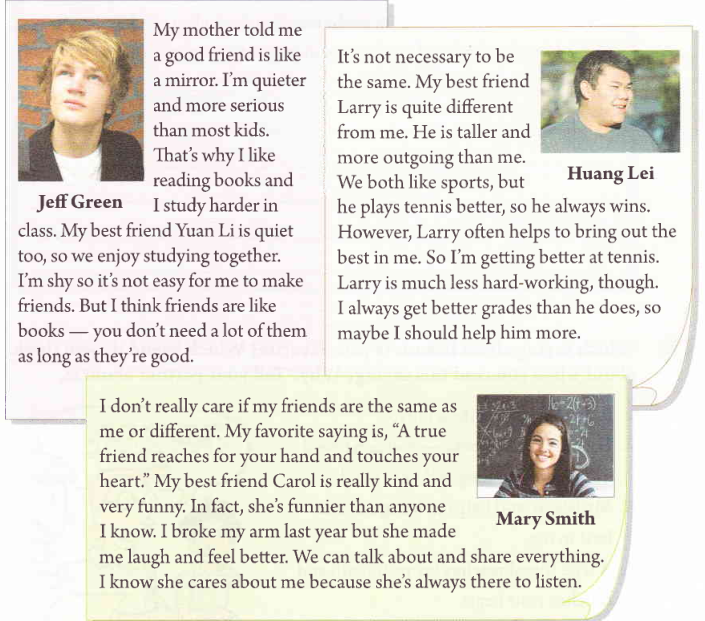 My mother told me
a good friend is like
a mirror. I'm quieter
and more serious
than most kids.
That's why I like
reading books and
I study harder in
class. My best friend Yuan Li is quiet
too, so we enjoy studying together.
I'm shy so it's not easy for me to make
friends. But I think friends are like
books — you don't need a lot of them
as long as they're good.
Jeff Green
It's not necessary to be
the same. My best friend
Larry is quite different
from me. He is taller and
more outgoing than me.
We both like sports, but
he plays tennis better, so he always wins.
However, Larry often helps to bring out the
best in me. So I'm getting better at tennis.
Larry is much less hard-working, though.
I always get better grades than he does, so
maybe I should help him more.
Huang Lei
I don't really care if my friends are the same as
me or different. My favorite saying is, “A true
friend reaches for your hand and touches your
heart.” My best friend Carol is really kind and
very funny. In fact, she's funnier than anyone
I know. I broke my arm last year but she made
me laugh and feel better. We can talk about and share everything.
I know she cares about me because she's always there to listen.
Mary Smith